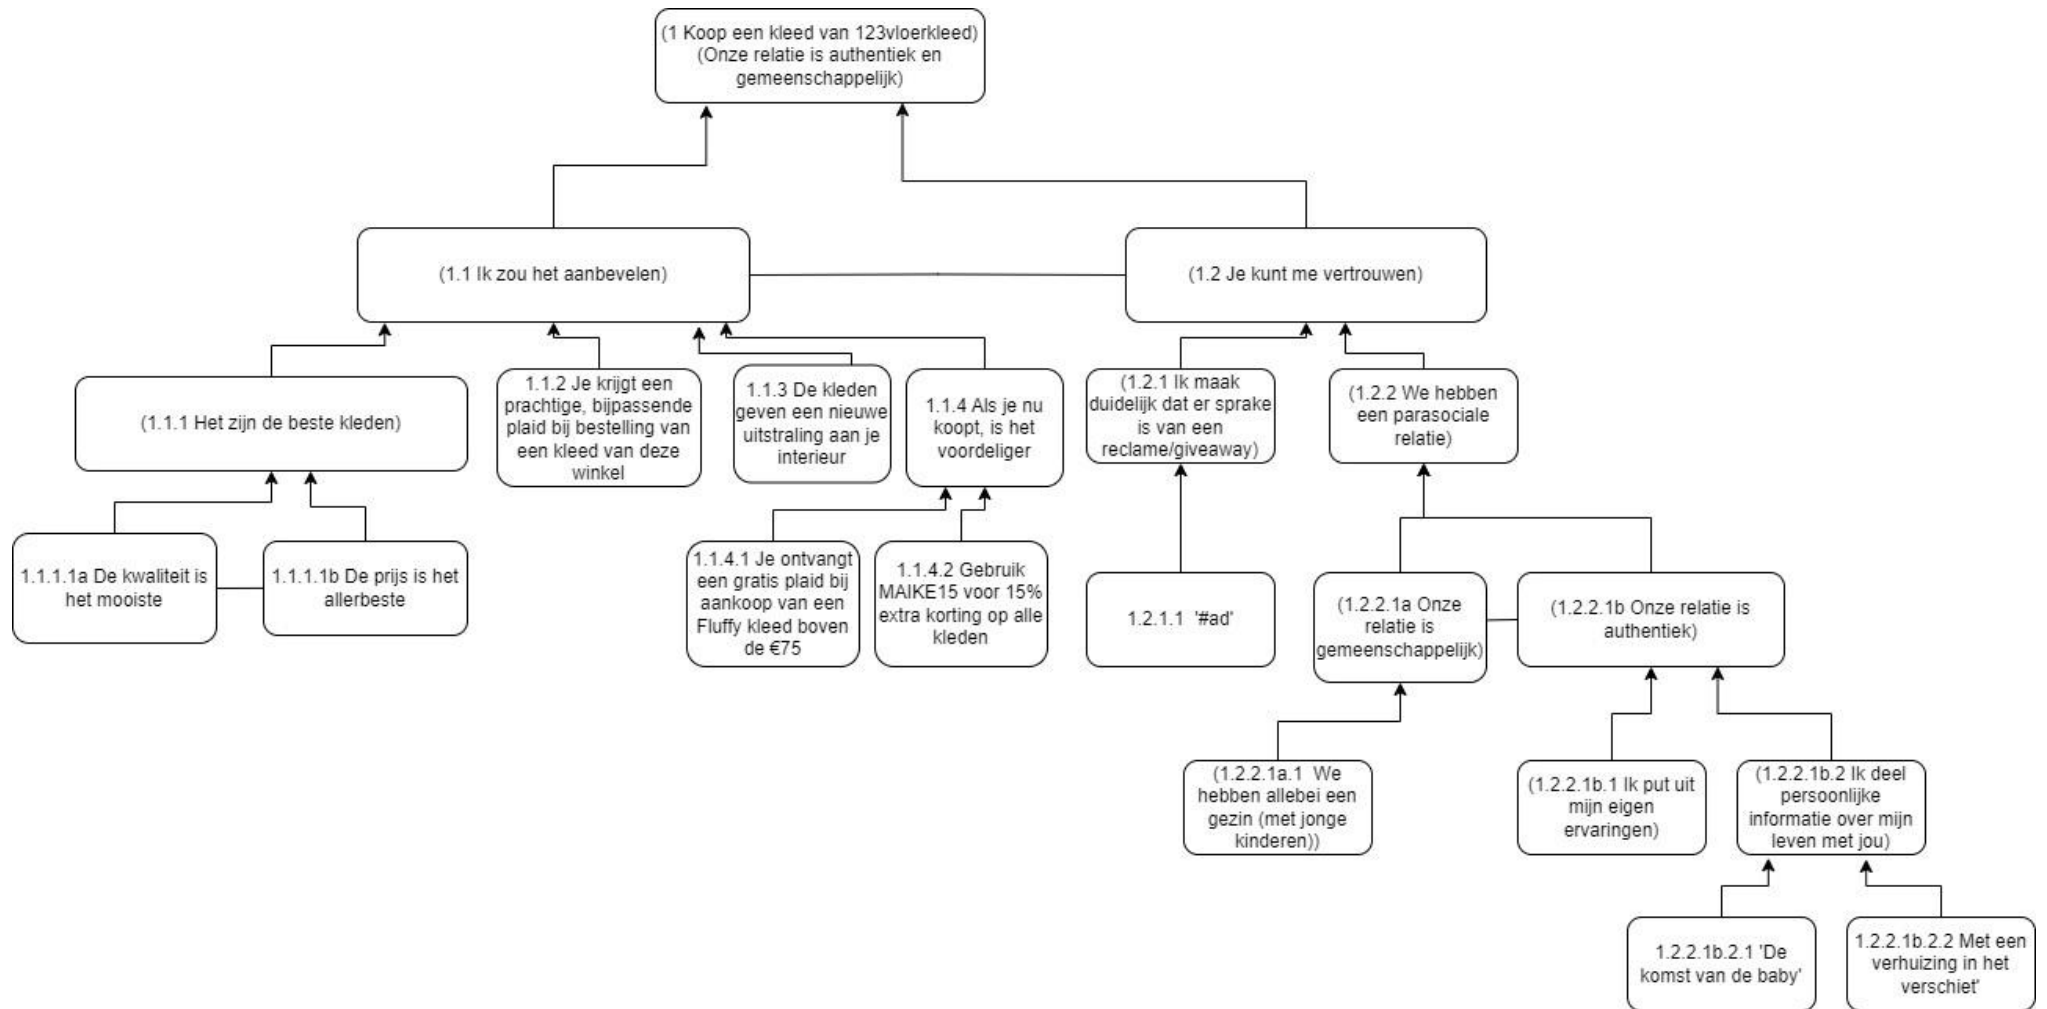 (1 Koop een kleed van 123vloerkleed)
(Onze relatie is authentiek en
gemeenschappelijk)
(1.1 Ik zou het aanbevelen)
(1.2 Je kunt me vertrouwen)
(1.1.1 Het zijn de beste kleden)
1.1.2 Je krijgt een
prachtige, bijpassende
plaid bij bestelling van
een kleed van deze
winkel
1.1.3 De kleden
geven een nieuwe
uitstraling aan je
interieur
1.1.4 Als je nu
koopt, is het
voordeliger
(1.2.1 Ik maak
duidelijk dat er sprake
is van een
reclame/giveaway)
(1.2.2 We hebben
een parasociale
relatie)
1.1.1.1a De kwaliteit is
het mooiste
1.1.1.1b De prijs is het
allerbeste
1.1.4.1 Je ontvangt
een gratis plaid bij
aankoop van een
Fluffy kleed boven
de €75
1.1.4.2 Gebruik
MAIKE15 voor 15%
extra korting op alle
kleden
1.2.1.1 '#ad'
(1.2.2.1a Onze
relatie is
gemeenschappelijk)
(1.2.2.1b Onze relatie is
authentiek)
(1.2.2.1a.1 We
hebben allebei een
gezin (met jonge
kinderen))
(1.2.2.1b.1 Ik put uit
mijn eigen
ervaringen)
(1.2.2.1b.2 Ik deel
persoonlijke
informatie over mijn
leven met jou)
1.2.2.1b.2.1 'De
komst van de baby'
1.2.2.1b.2.2 Met een
verhuizing in het
verschiet'